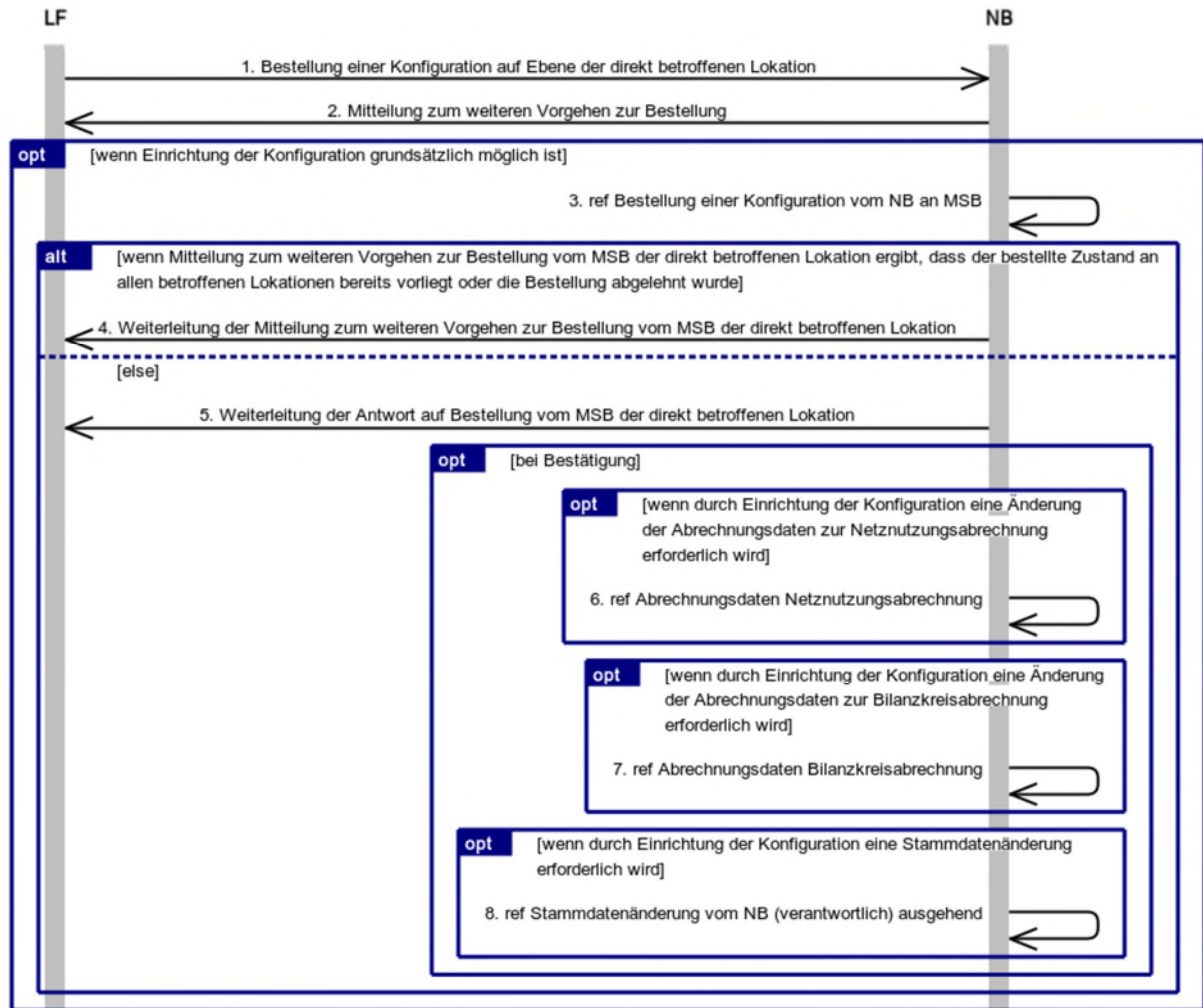 LF
NB
1. Bestellung einer Konfiguration auf Ebene der direkt betroffenen Lokation
2. Mitteilung zum weiteren Vorgehen zur Bestellung
opt
[wenn Einrichtung der Konfiguration grundsätzlich möglich ist]
3. ref Bestellung einer Konfiguration vom NB an MSB
alt
[wenn Mitteilung zum weiteren Vorgehen zur Bestellung vom MSB der direkt betroffenen Lokation ergibt, dass der bestellte Zustand an
allen betroffenen Lokationen bereits vorliegt oder die Bestellung abgelehnt wurde]
4. Weiterleitung der Mitteilung zum weiteren Vorgehen zur Bestellung vom MSB der direkt betroffenen Lokation
[else]
5. Weiterleitung der Antwort auf Bestellung vom MSB der direkt betroffenen Lokation
opt
[bei Bestätigung]
opt
[wenn durch Einrichtung der Konfiguration eine Änderung
der Abrechnungsdaten zur Netznutzungsabrechnung
erforderlich wird]
6. ref Abrechnungsdaten Netznutzungsabrechnung
opt
[wenn durch Einrichtung der Konfiguration eine Änderung
der Abrechnungsdaten zur Bilanzkreisabrechnung
erforderlich wird]
7. ref Abrechnungsdaten Bilanzkreisabrechnung
opt
[wenn durch Einrichtung der Konfiguration eine Stammdatenänderung
erforderlich wird]
8. ref Stammdatenänderung vom NB (verantwortlich) ausgehend